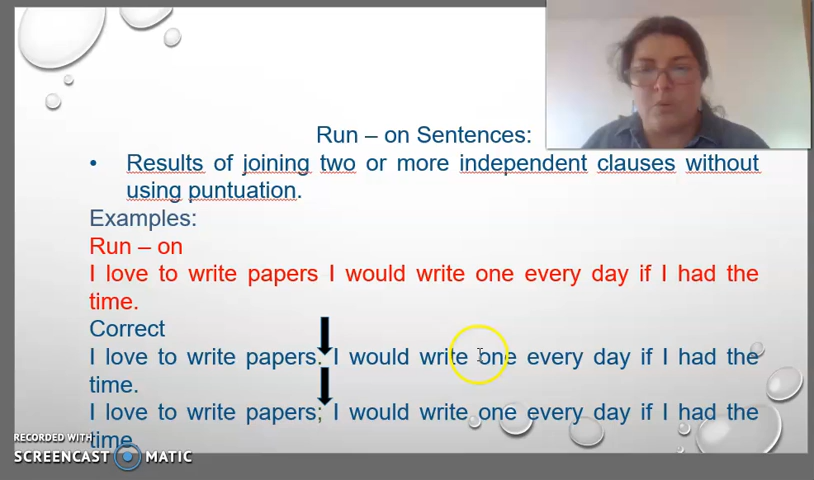 Run – on Sentences:
• Results of joining two or more independent clauses without
using puntuation.
Examples:
Run – on
I love to write papers I would write one every day if I had the
time.
Correct
I love to write papers. I would write one every day if I had the
time.
I love to write papers; I would write one every day if I had the
time.
RECORDED WITH
SCREENCAST MATIC